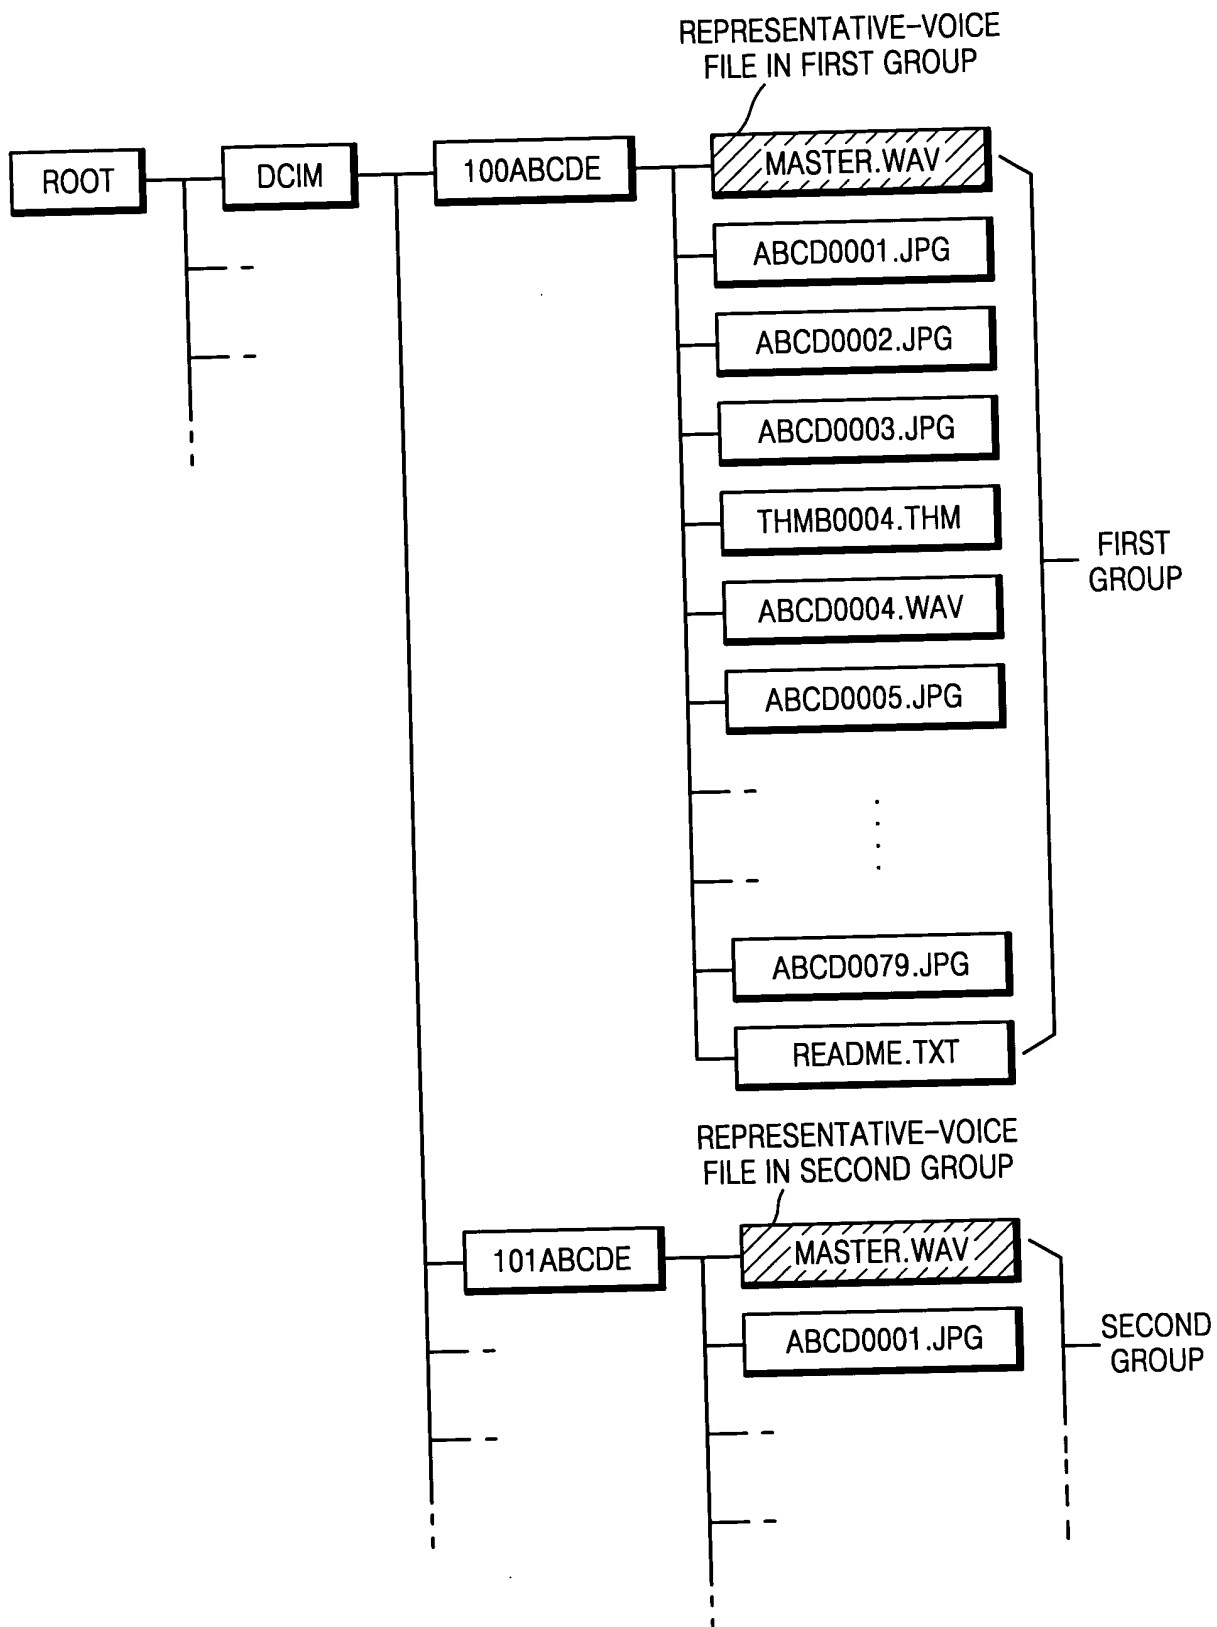 REPRESENTATIVE-VOICE
FILE IN FIRST GROUP
ROOT
DCIM
100ABCDE
MASTER.WAV
ABCD0001.JPG
ABCD0002.JPG
ABCD0003.JPG
THMB0004.THM
ABCD0004.WAV
ABCD0005.JPG
ABCD0079.JPG
README.TXT
FIRST
GROUP
REPRESENTATIVE-VOICE
FILE IN SECOND GROUP
101ABCDE
MASTER.WAV
ABCD0001.JPG
SECOND
GROUP